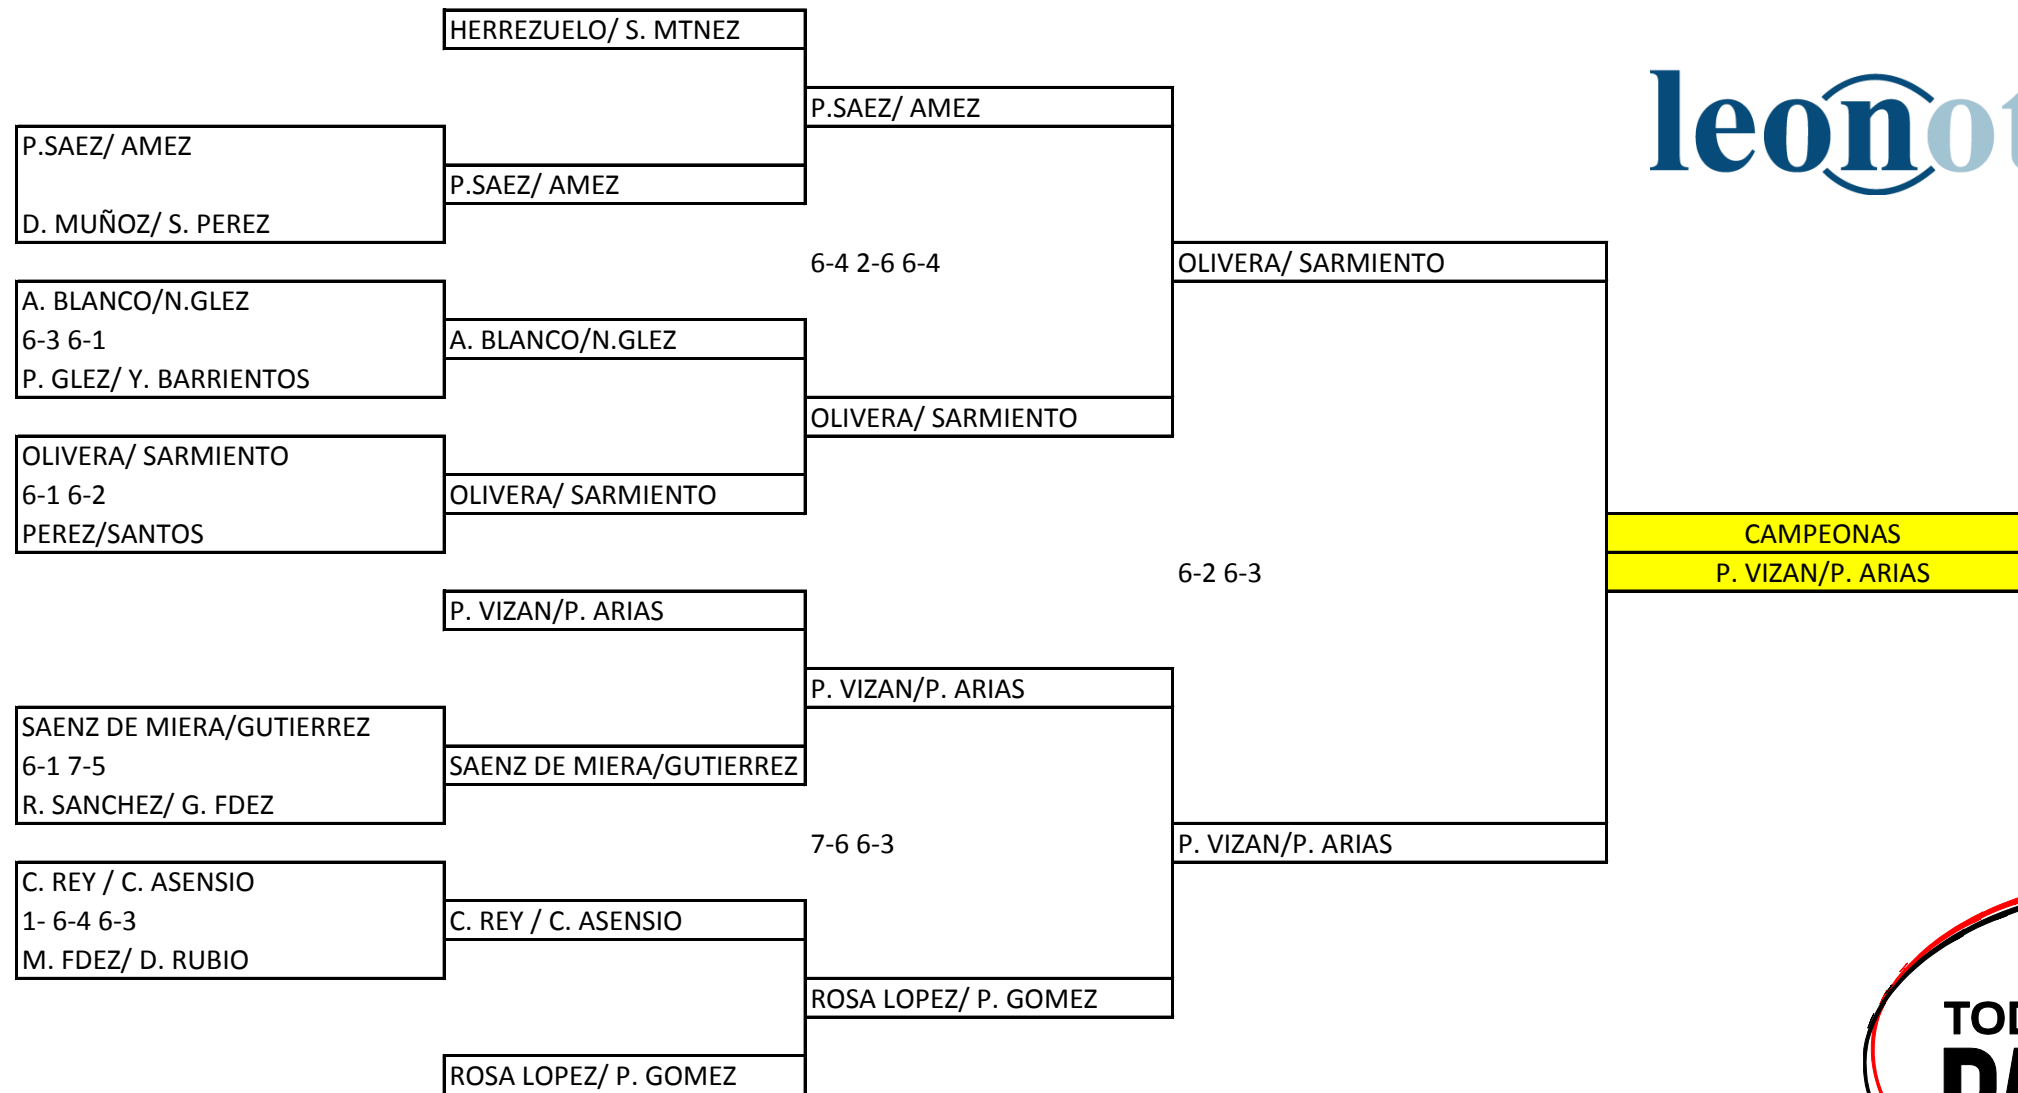 HERREZUELO/ S. MTNEZ
P.SAEZ/ AMEZ
P.SAEZ/ AMEZ
P.SAEZ/ AMEZ
D. MUÑOZ/ S. PEREZ
6-4 2-6 6-4
OLIVERA/ SARMIENTO
A. BLANCO/N.GLEZ
6-3 6-1
A. BLANCO/N.GLEZ
P. GLEZ/ Y. BARRIENTOS
OLIVERA/ SARMIENTO
OLIVERA/ SARMIENTO
6-1 6-2
OLIVERA/ SARMIENTO
PEREZ/SANTOS
CAMPEONAS
6-2 6-3
P. VIZAN/P. ARIAS
P. VIZAN/P. ARIAS
P. VIZAN/P. ARIAS
SAENZ DE MIERA/GUTIERREZ
6-1 7-5
SAENZ DE MIERA/GUTIERREZ
R. SANCHEZ/ G. FDEZ
7-6 6-3
P. VIZAN/P. ARIAS
C. REY / C. ASENSIO
1- 6-4 6-3
C. REY / C. ASENSIO
M. FDEZ/ D. RUBIO
ROSA LOPEZ/ P. GOMEZ
ROSA LOPEZ/ P. GOMEZ